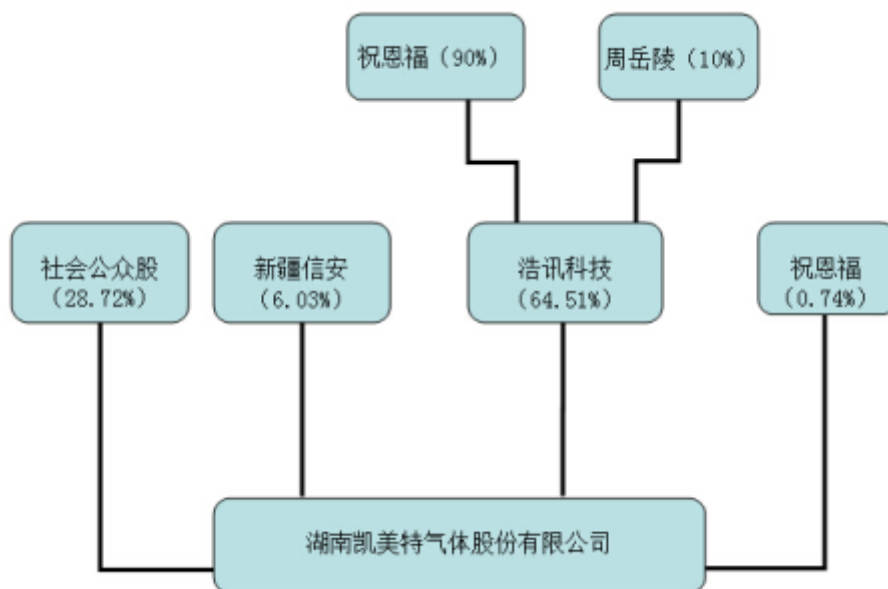 祝恩福（90%）
周岳陵（10%）
社会公众股
(28.72%)
新疆信安
(6.03%)
浩讯科技
(64.51%)
祝恩福
(0.74%)
湖南凯美特气体股份有限公司